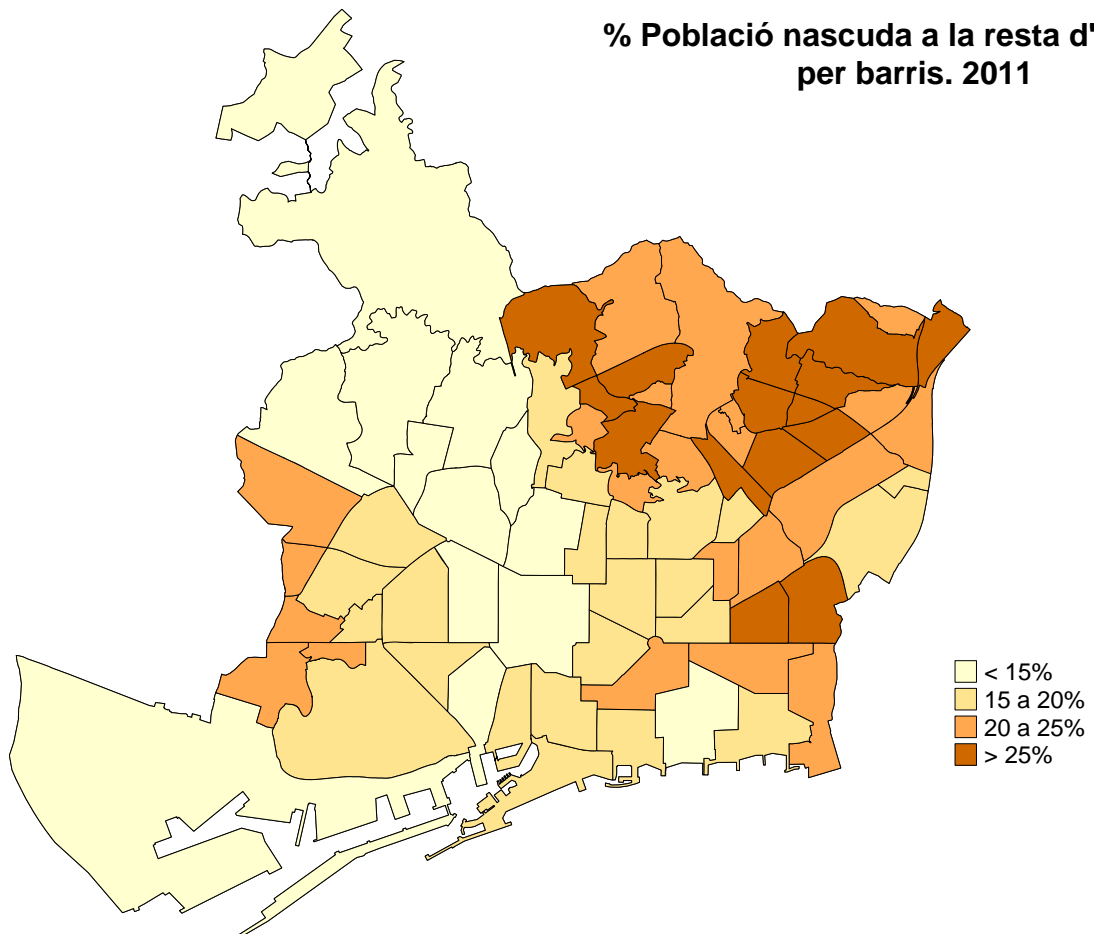 % Població nascuda a la resta d'
per barris. 2011
< 15%
15 a 20%
20 a 25%
> 25%